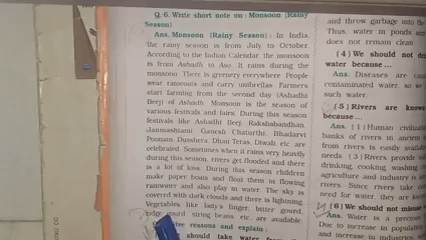 Q. 6. Write short note on : Monsoon (Rainy
Season)
Ans. Monsoon (Rainy Season) : In India,
the rainy season is from July to October.
According to the Indian Calendar the monsoon
is from Ashadh to Aso. It rains during the
monsoon. There is greenery everywhere. People
wear raincoats and carry umbrellas. Farmers
start farming from the second day (Ashadhi
Beej) of Ashadh. Monsoon is the season of
various festivals and fairs. During this season
festivals like Ashadhi Beej, Rakshabandhan,
Janmashtami, Ganesh Chaturthi, Bhadarvi
Poonam, Dusshera, Dhan Teras, Diwali, etc. are
celebrated. Sometimes when it rains very heavily
during this season, rivers get flooded and there
is a lot of loss. During this season children
make paper boats and float them in flowing
rainwater and also play in water. The sky is
covered with dark clouds and there is lightning.
Vegetables like lady's finger, bitter gourd,
gourd, string beans, etc. are available
reasons and explain :
should take water
and throw garbage into the
Thus, water in ponds and
does not remain clean.
(4) We should not
water because ...
Ans. Diseases are
contaminated water, so we
such water.
(5) Rivers are known
because ...
Ans. (1) Human
banks of rivers in ancient
from rivers is easily
needs. (3) Rivers provide
drinking, cooking, washing
agriculture and industry
rivers. Since rivers take
need for water, they are
(6) We should not
Ans. Water is a
Due to increase in population
and increase in industries,